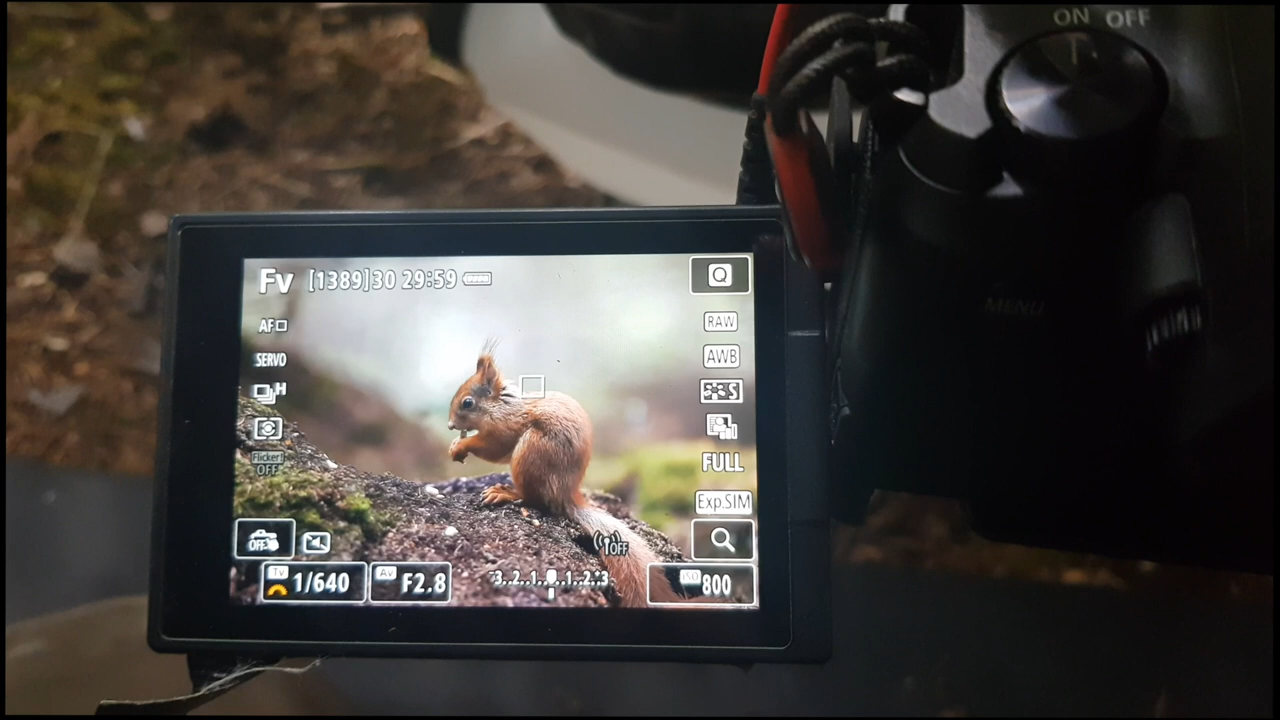 ON OFF
Fv [1389]30 29:59
Q
AF
RAW
SERVO
AWB
H
S
MENU
FULL
Flicker!
OFF
Exp.SIM
OFF
OFF
Tv 1/640
Av F2.8
-3..2..1..0..1..2.+3
ISO 800